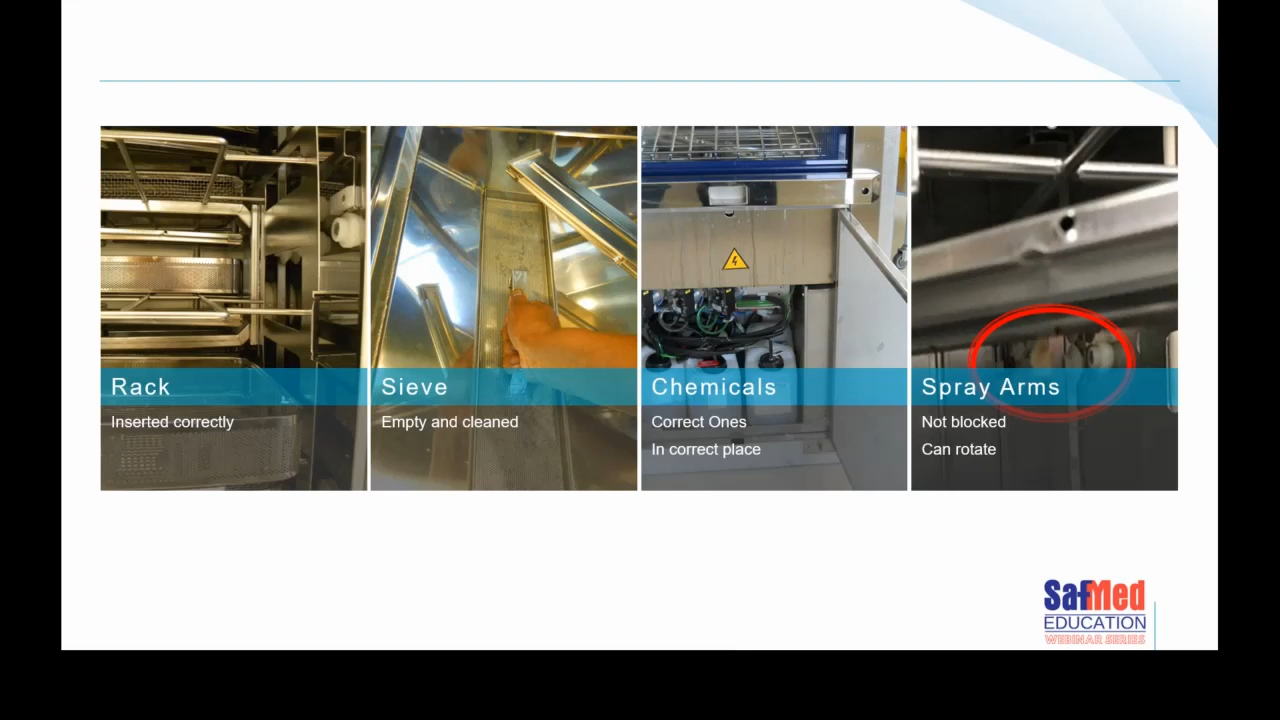 Rack
Inserted correctly
Sieve
Empty and cleaned
Chemicals
Correct Ones
In correct place
Spray Arms
Not blocked
Can rotate
SafMed
EDUCATION
WEBINAR SERIES